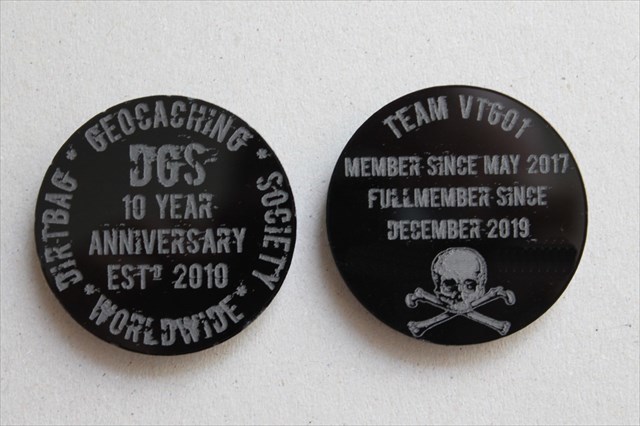 DIRTBAG * GEOCACHING * SOCIETY
DGS
10 YEAR
ANNIVERSARY
ESTD 2010
* WORLDWIDE *
TEAM VTG01
MEMBER SINCE MAY 2017
FULLMEMBER SINCE
DECEMBER 2019